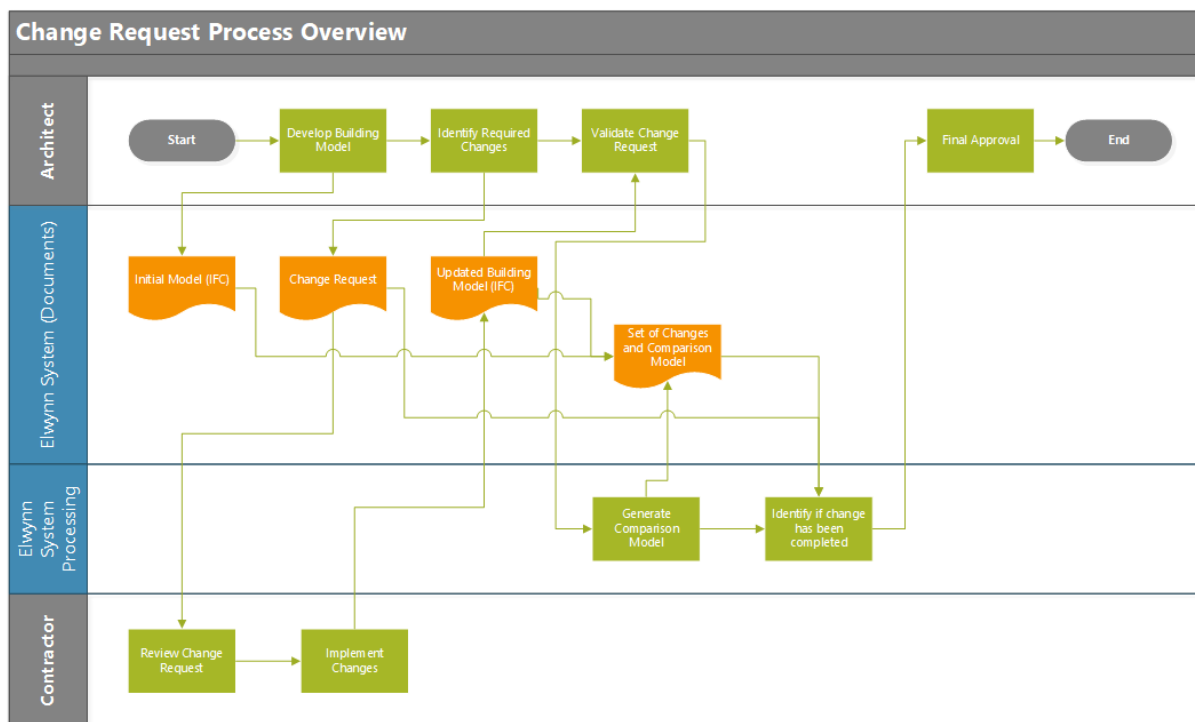 Change Request Process Overview
Architect
Start
Develop Building
Model
Identify Required
Changes
Validate Change
Request
Final Approval
End
Elwynn System (Documents)
Initial Model (IFC)
Change Request
Updated Building
Model (IFC)
Set of Changes
and Comparison
Model
Elwynn
System
Processing
Generate
Comparison
Model
Identify if change
has been
completed
Contractor
Review Change
Request
Implement
Changes